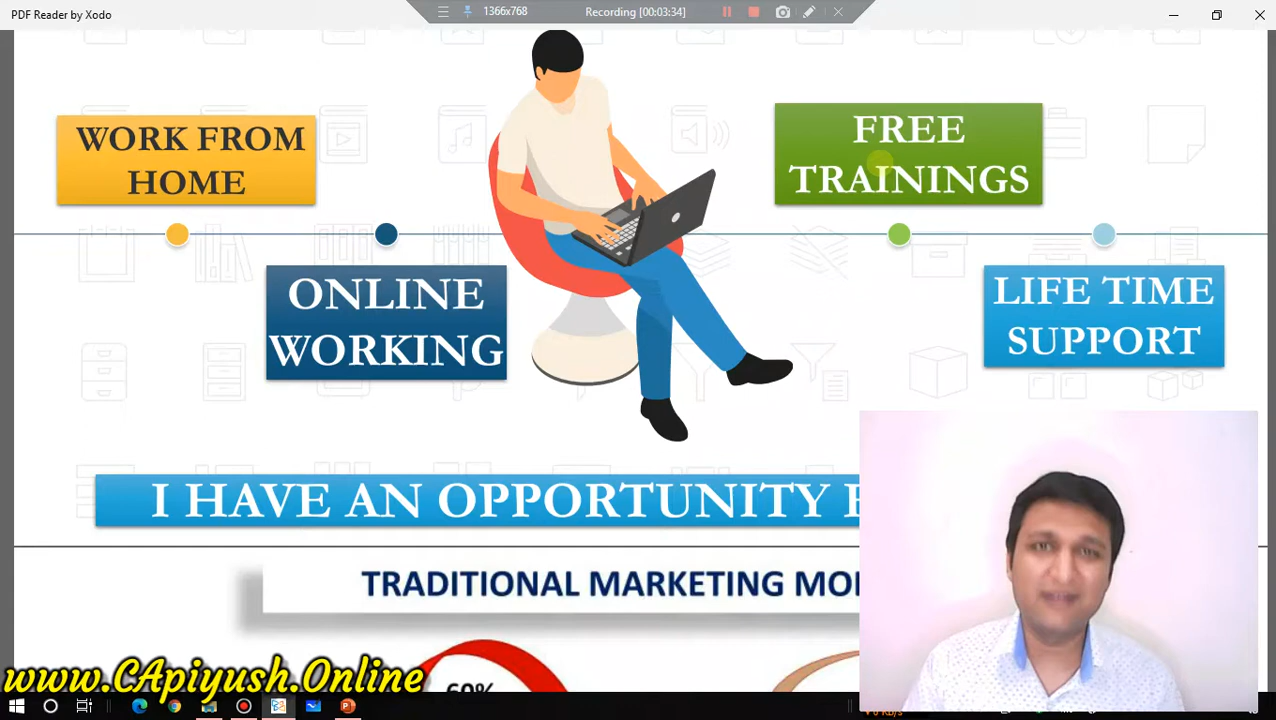 PDF Reader by Xodo
1366x768
Recording [00:03:34]
WORK FROM
HOME
FREE
TRAININGS
ONLINE
WORKING
LIFE TIME
SUPPORT
I HAVE AN OPPORTUNITY
TRADITIONAL MARKETING
60%
www.CApiyush.Online